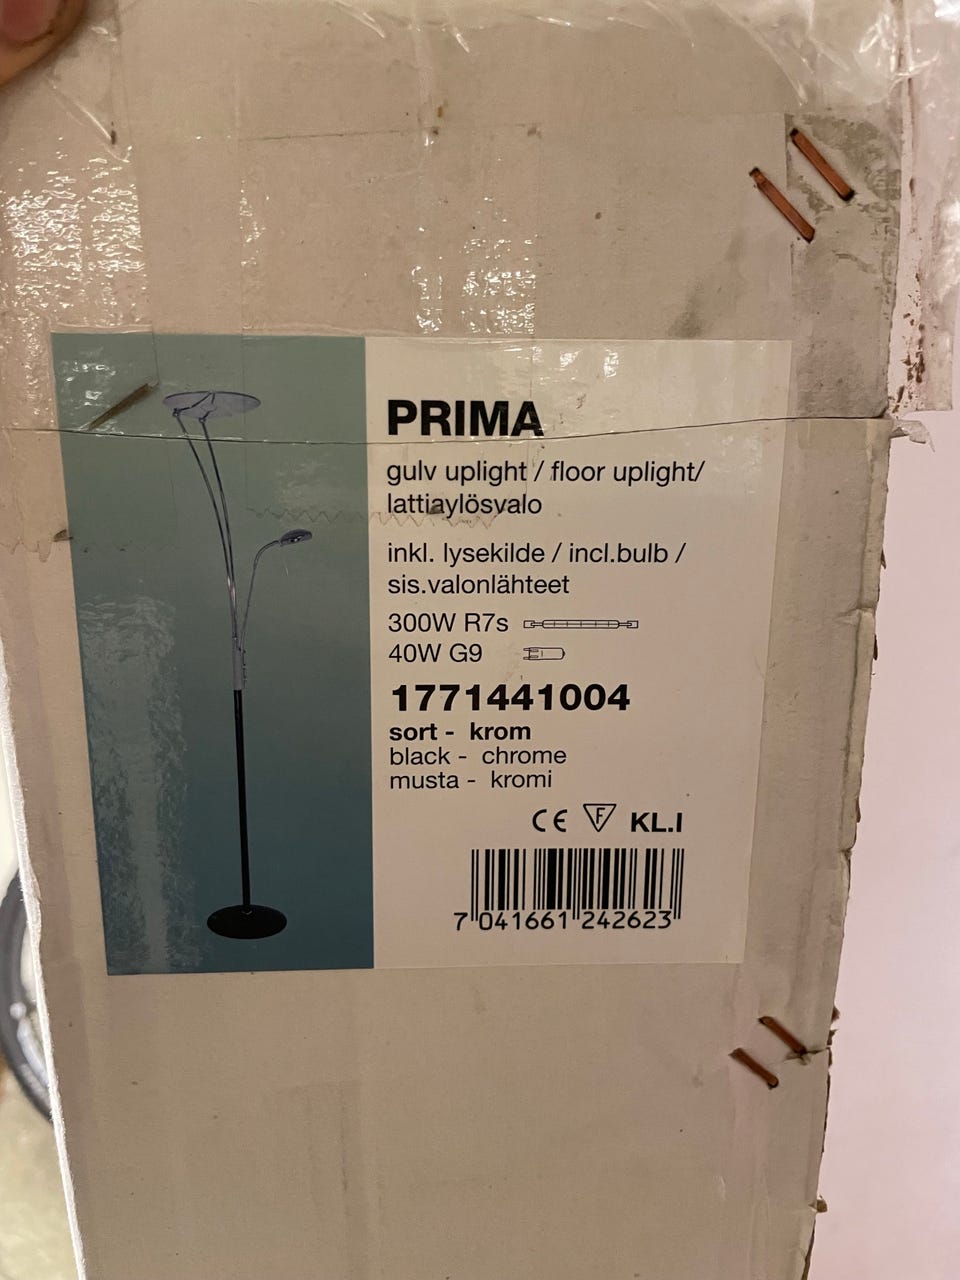 PRIMA
gulv uplight / floor uplight/
lattiaylösvalo
inkl. lysekilde / incl.bulb /
sis.valonlähteet
300W R7s
40W G9
1771441004
sort - krom
black - chrome
musta - kromi
CE F KL.I
7 041661 242623